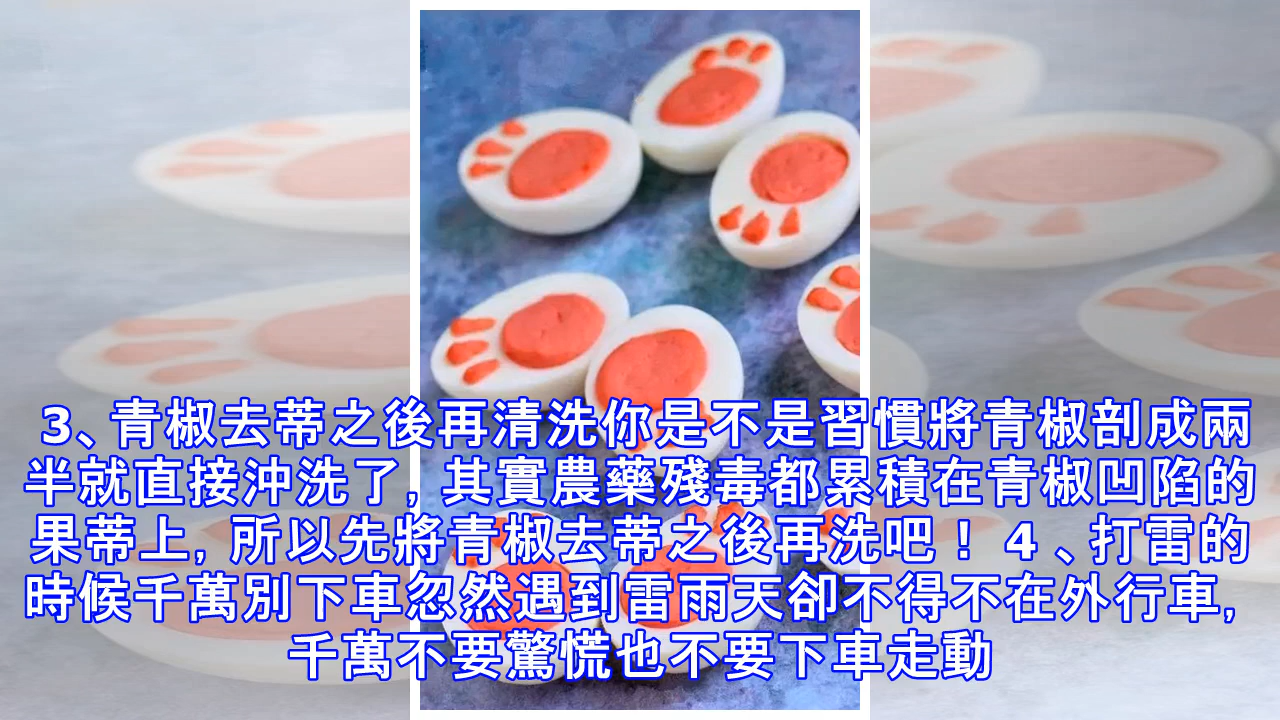 3、青椒去蒂之後再清洗你是不是習慣將青椒剖成兩
半就直接沖洗了，其實農藥殘毒都累積在青椒凹陷的
果蒂上，所以先將青椒去蒂之後再洗吧！ 4 、打雷的
時候千萬別下車忽然遇到雷雨天卻不得不在外行車，
千萬不要驚慌也不要下車走動